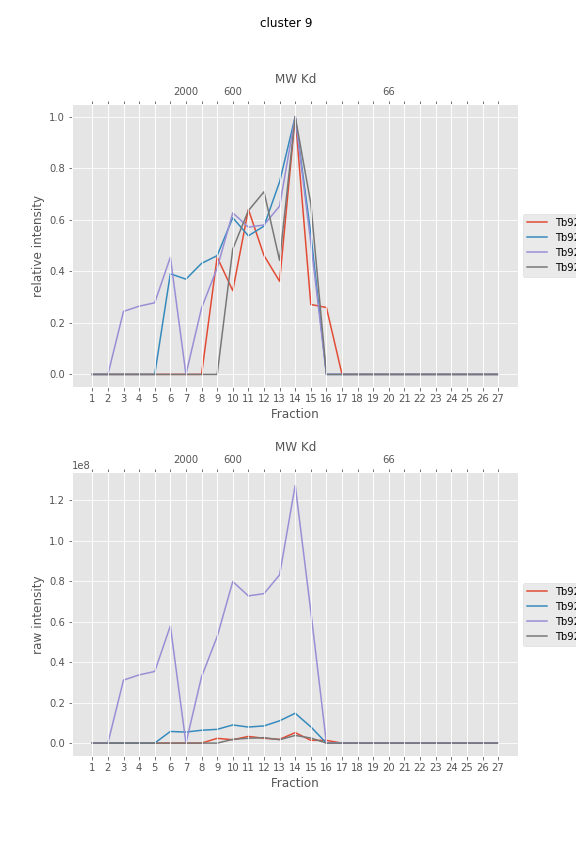 cluster 9
MW Kd
2000 600 66
1.0
0.8
0.6
0.4
0.2
0.0
relative intensity
Tb92
Tb92
Tb92
Tb92
1 2 3 4 5 6 7 8 9 10 11 12 13 14 15 16 17 18 19 20 21 22 23 24 25 26 27
Fraction
MW Kd
2000 600 66
1e8
1.2
1.0
0.8
0.6
0.4
0.2
0.0
raw intensity
Tb92
Tb92
Tb92
Tb92
1 2 3 4 5 6 7 8 9 10 11 12 13 14 15 16 17 18 19 20 21 22 23 24 25 26 27
Fraction